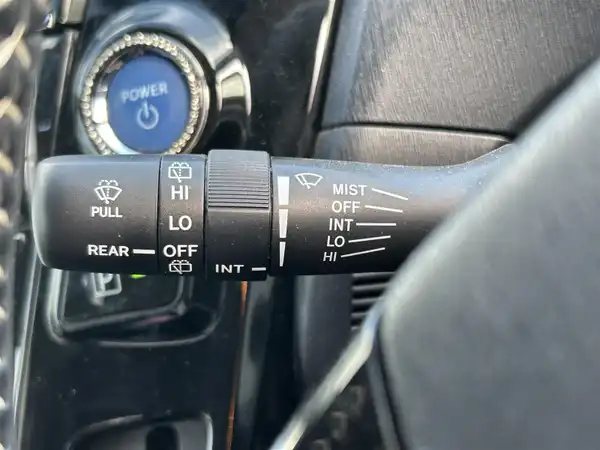 POWER
PULL
REAR
HI
LO
OFF
INT
MIST
OFF
INT
LO
HI
P